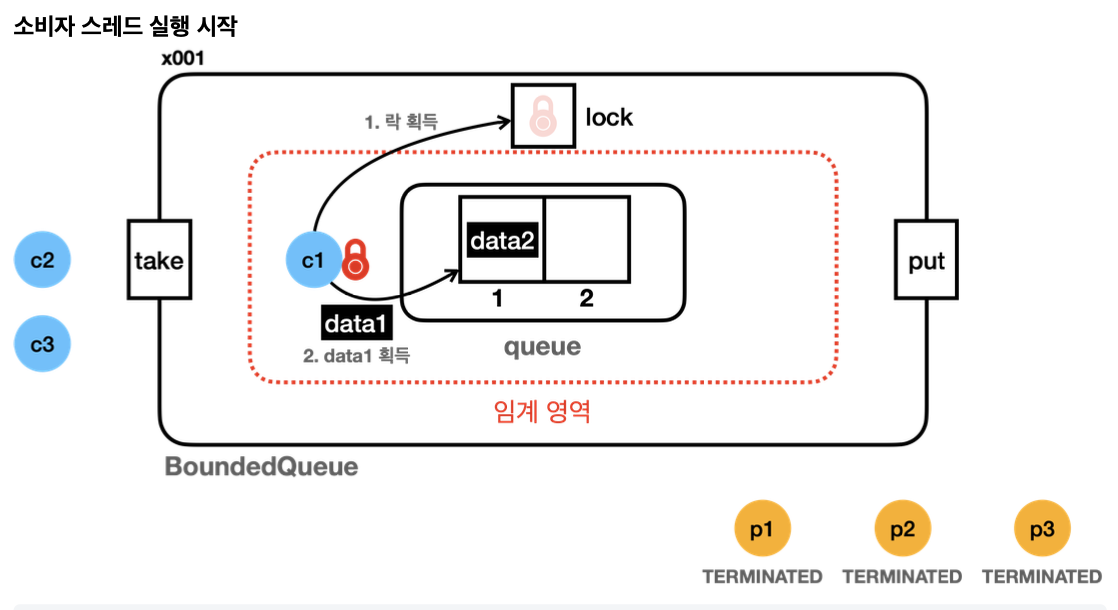 소비자 스레드 실행 시작
x001
1. 락 획득
lock
data2
c2
take
c1
put
1
2
data1
c3
2. data1 획득
queue
임계 영역
BoundedQueue
p1
p2
p3
TERMINATED
TERMINATED
TERMINATED